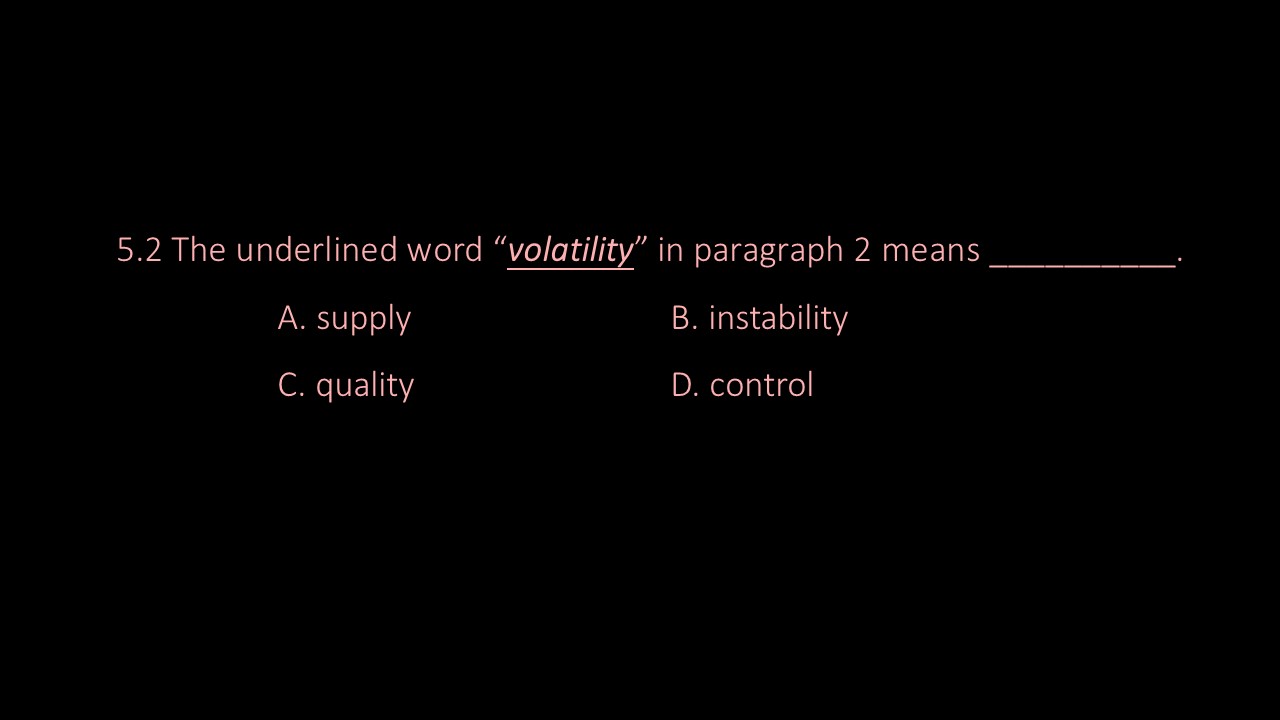 5.2 The underlined word “volatility” in paragraph 2 means __________.
A. supply B. instability
C. quality D. control